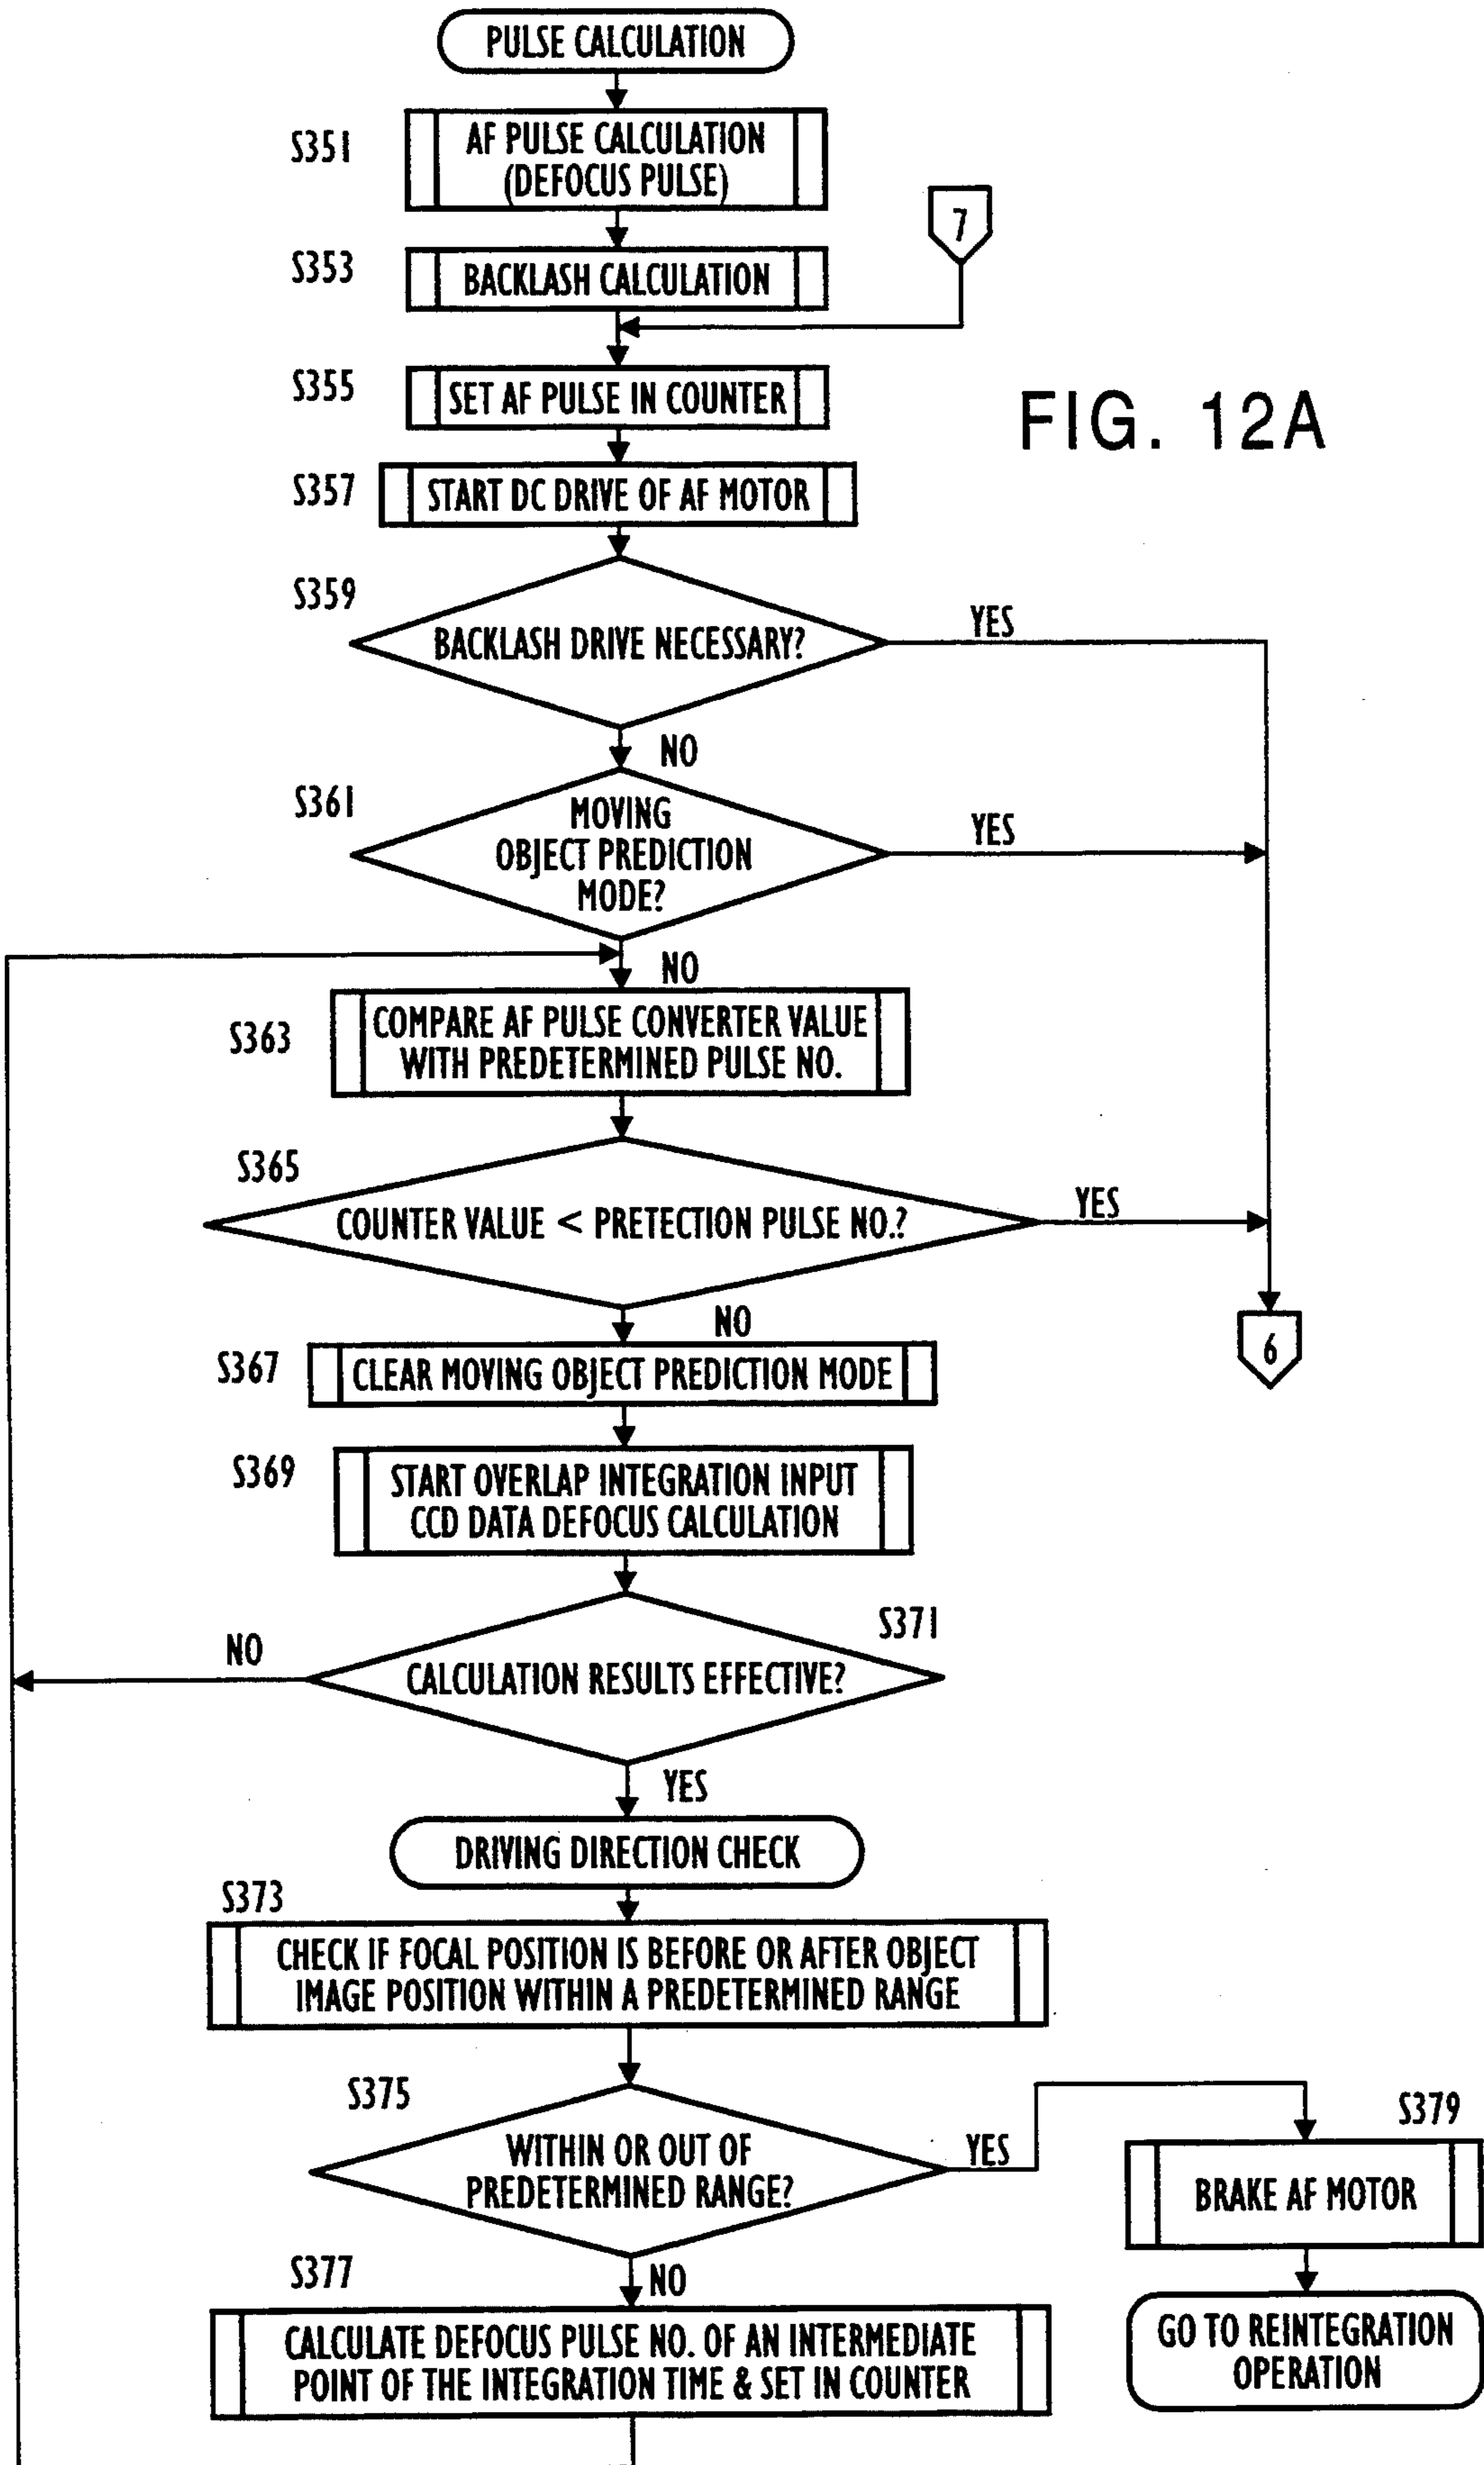 PULSE CALCULATION
S351
AF PULSE CALCULATION
(DEFOCUS PULSE)
7
S353
BACKLASH CALCULATION
S355
SET AF PULSE IN COUNTER
FIG. 12A
S357
START DC DRIVE OF AF MOTOR
S359
BACKLASH DRIVE NECESSARY?
YES
NO
S361
MOVING
OBJECT PREDICTION
MODE?
YES
NO
S363
COMPARE AF PULSE CONVERTER VALUE
WITH PREDETERMINED PULSE NO.
S365
COUNTER VALUE < PRETECTION PULSE NO.?
YES
NO
6
S367
CLEAR MOVING OBJECT PREDICTION MODE
S369
START OVERLAP INTEGRATION INPUT
CCD DATA DEFOCUS CALCULATION
S371
NO
CALCULATION RESULTS EFFECTIVE?
YES
DRIVING DIRECTION CHECK
S373
CHECK IF FOCAL POSITION IS BEFORE OR AFTER OBJECT
IMAGE POSITION WITHIN A PREDETERMINED RANGE
S375
WITHIN OR OUT OF
PREDETERMINED RANGE?
YES
S379
BRAKE AF MOTOR
NO
S377
CALCULATE DEFOCUS PULSE NO. OF AN INTERMEDIATE
POINT OF THE INTEGRATION TIME & SET IN COUNTER
GO TO REINTEGRATION
OPERATION